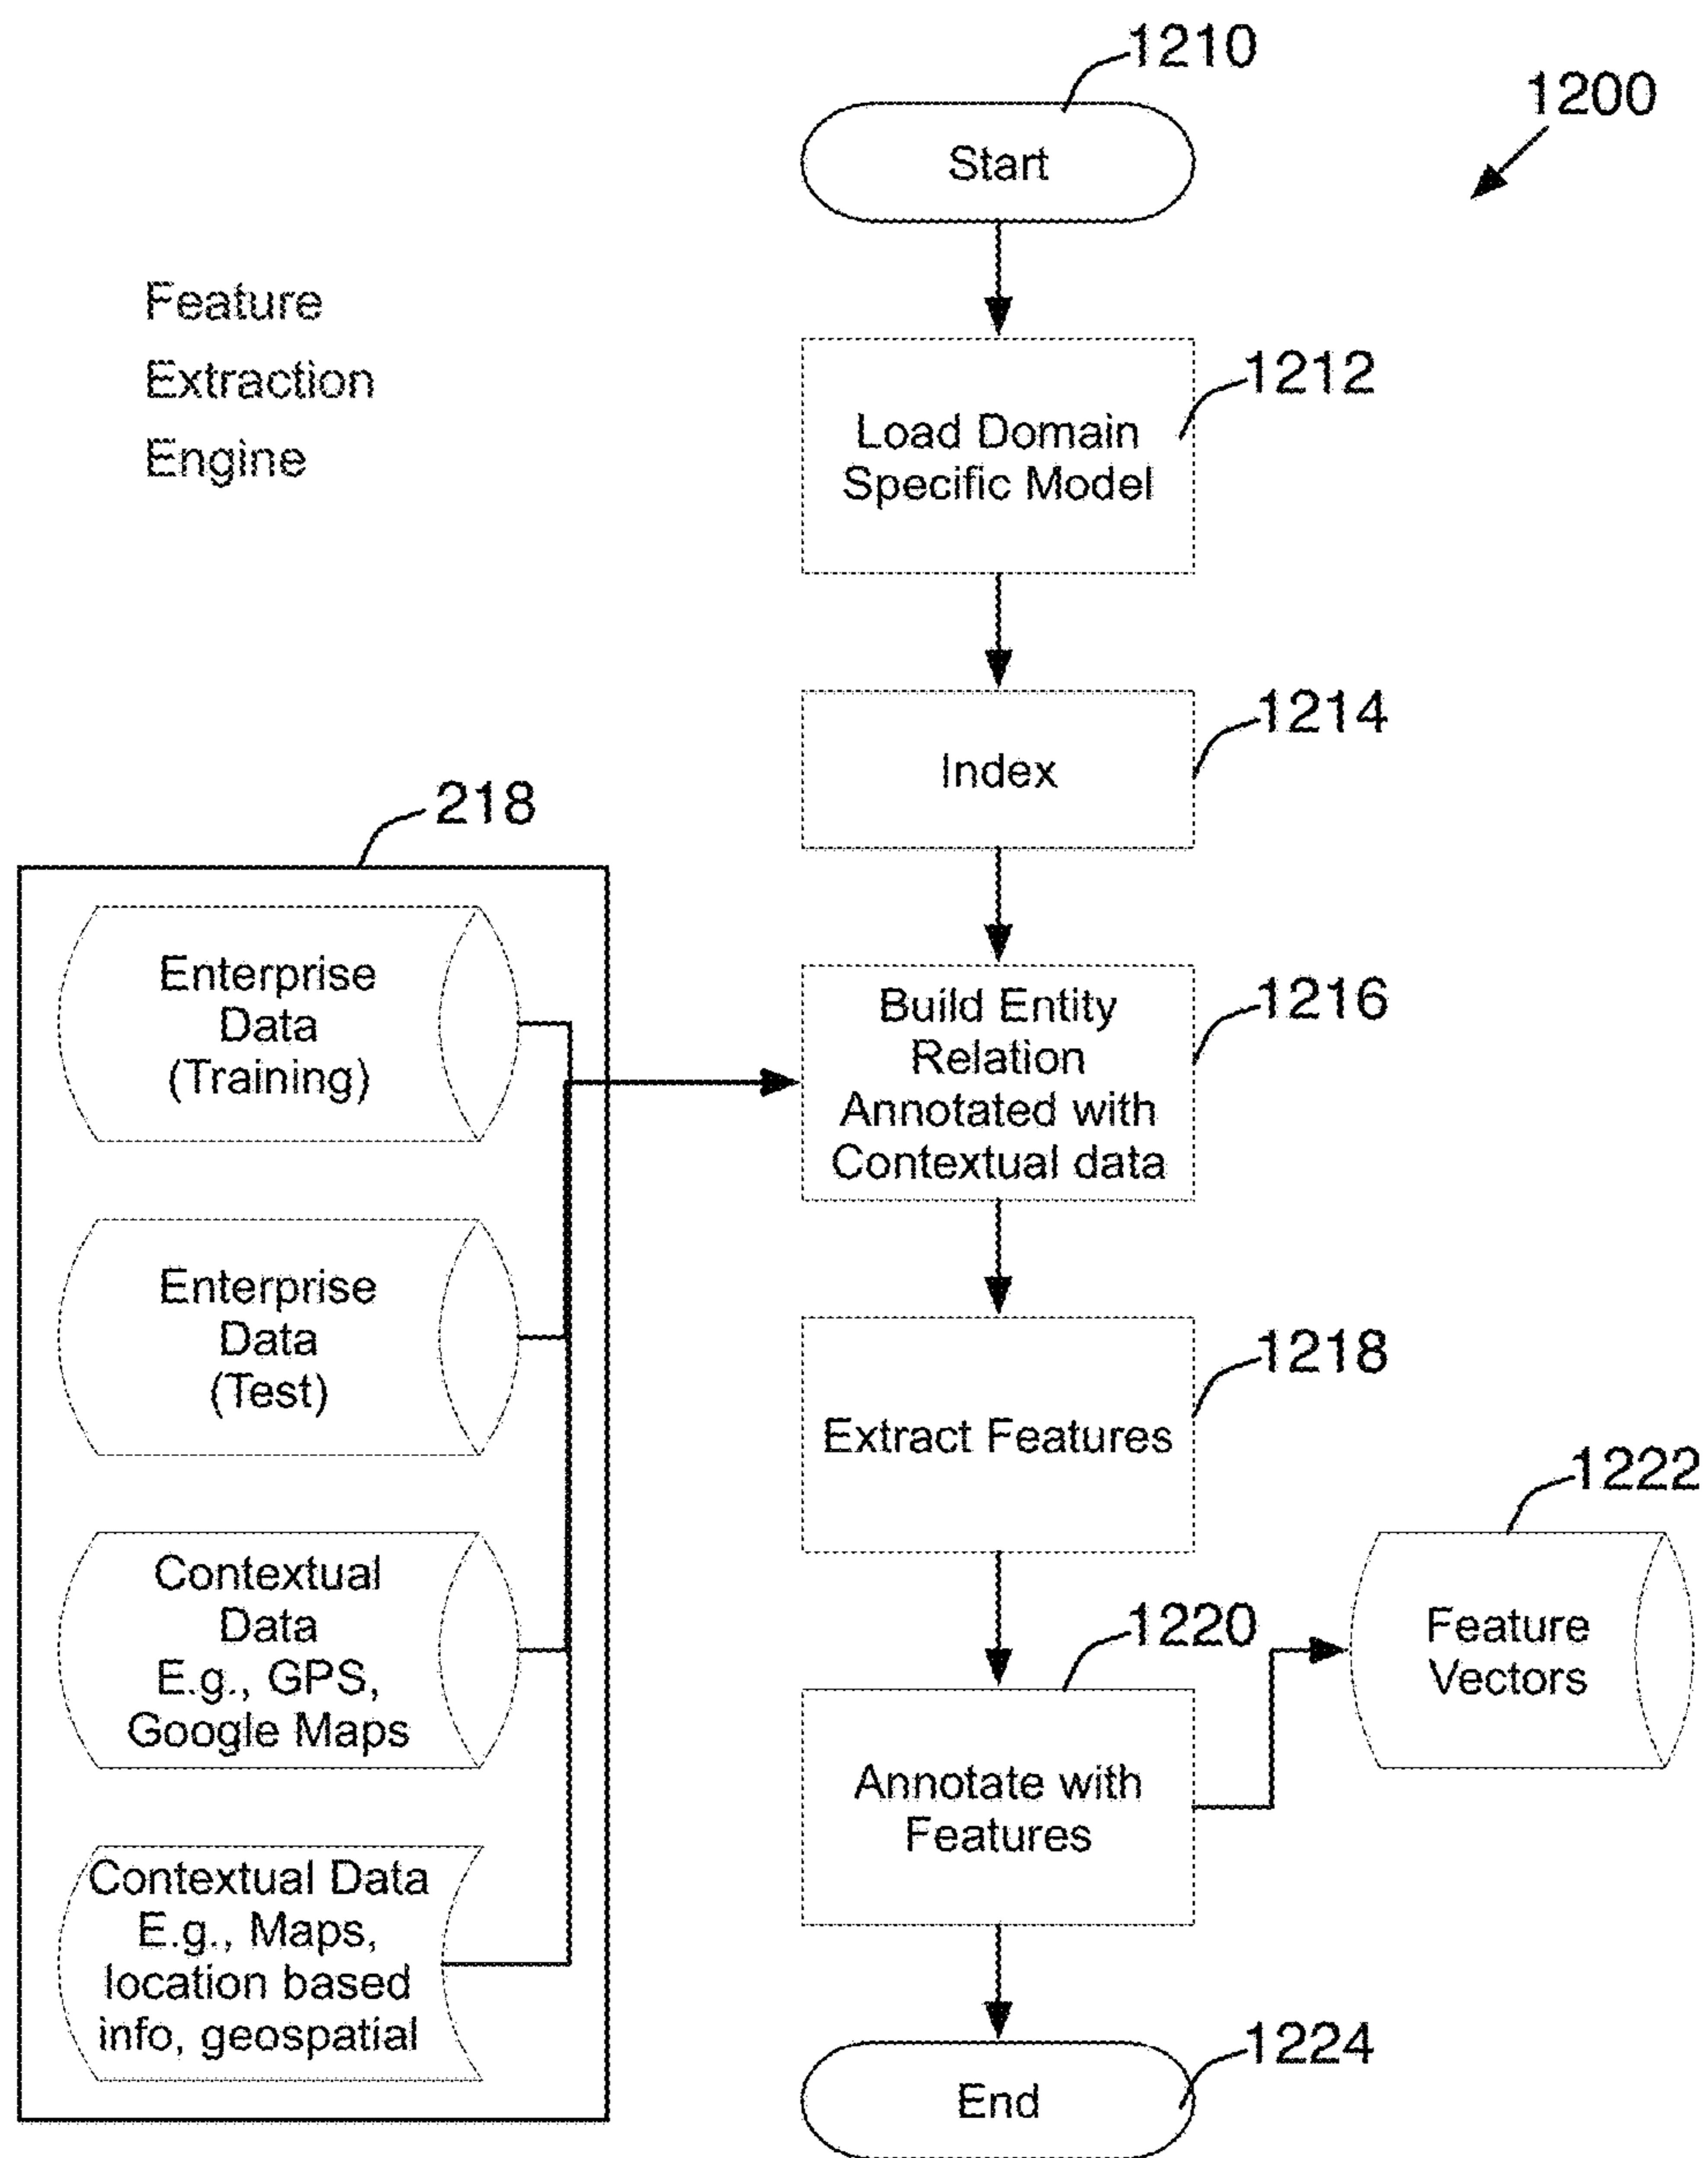 1210
1200
Start
Feature
Extraction
Engine
1212
Load Domain
Specific Model
1214
Index
218
Enterprise
Data
(Training)
1216
Build Entity
Relation
Annotated with
Contextual data
Enterprise
Data
(Test)
1218
Extract Features
1222
Feature
Vectors
Contextual
Data
E.g., GPS,
Google Maps
1220
Annotate with
Features
Contextual Data
E.g., Maps,
location based
info, geospatial
1224
End